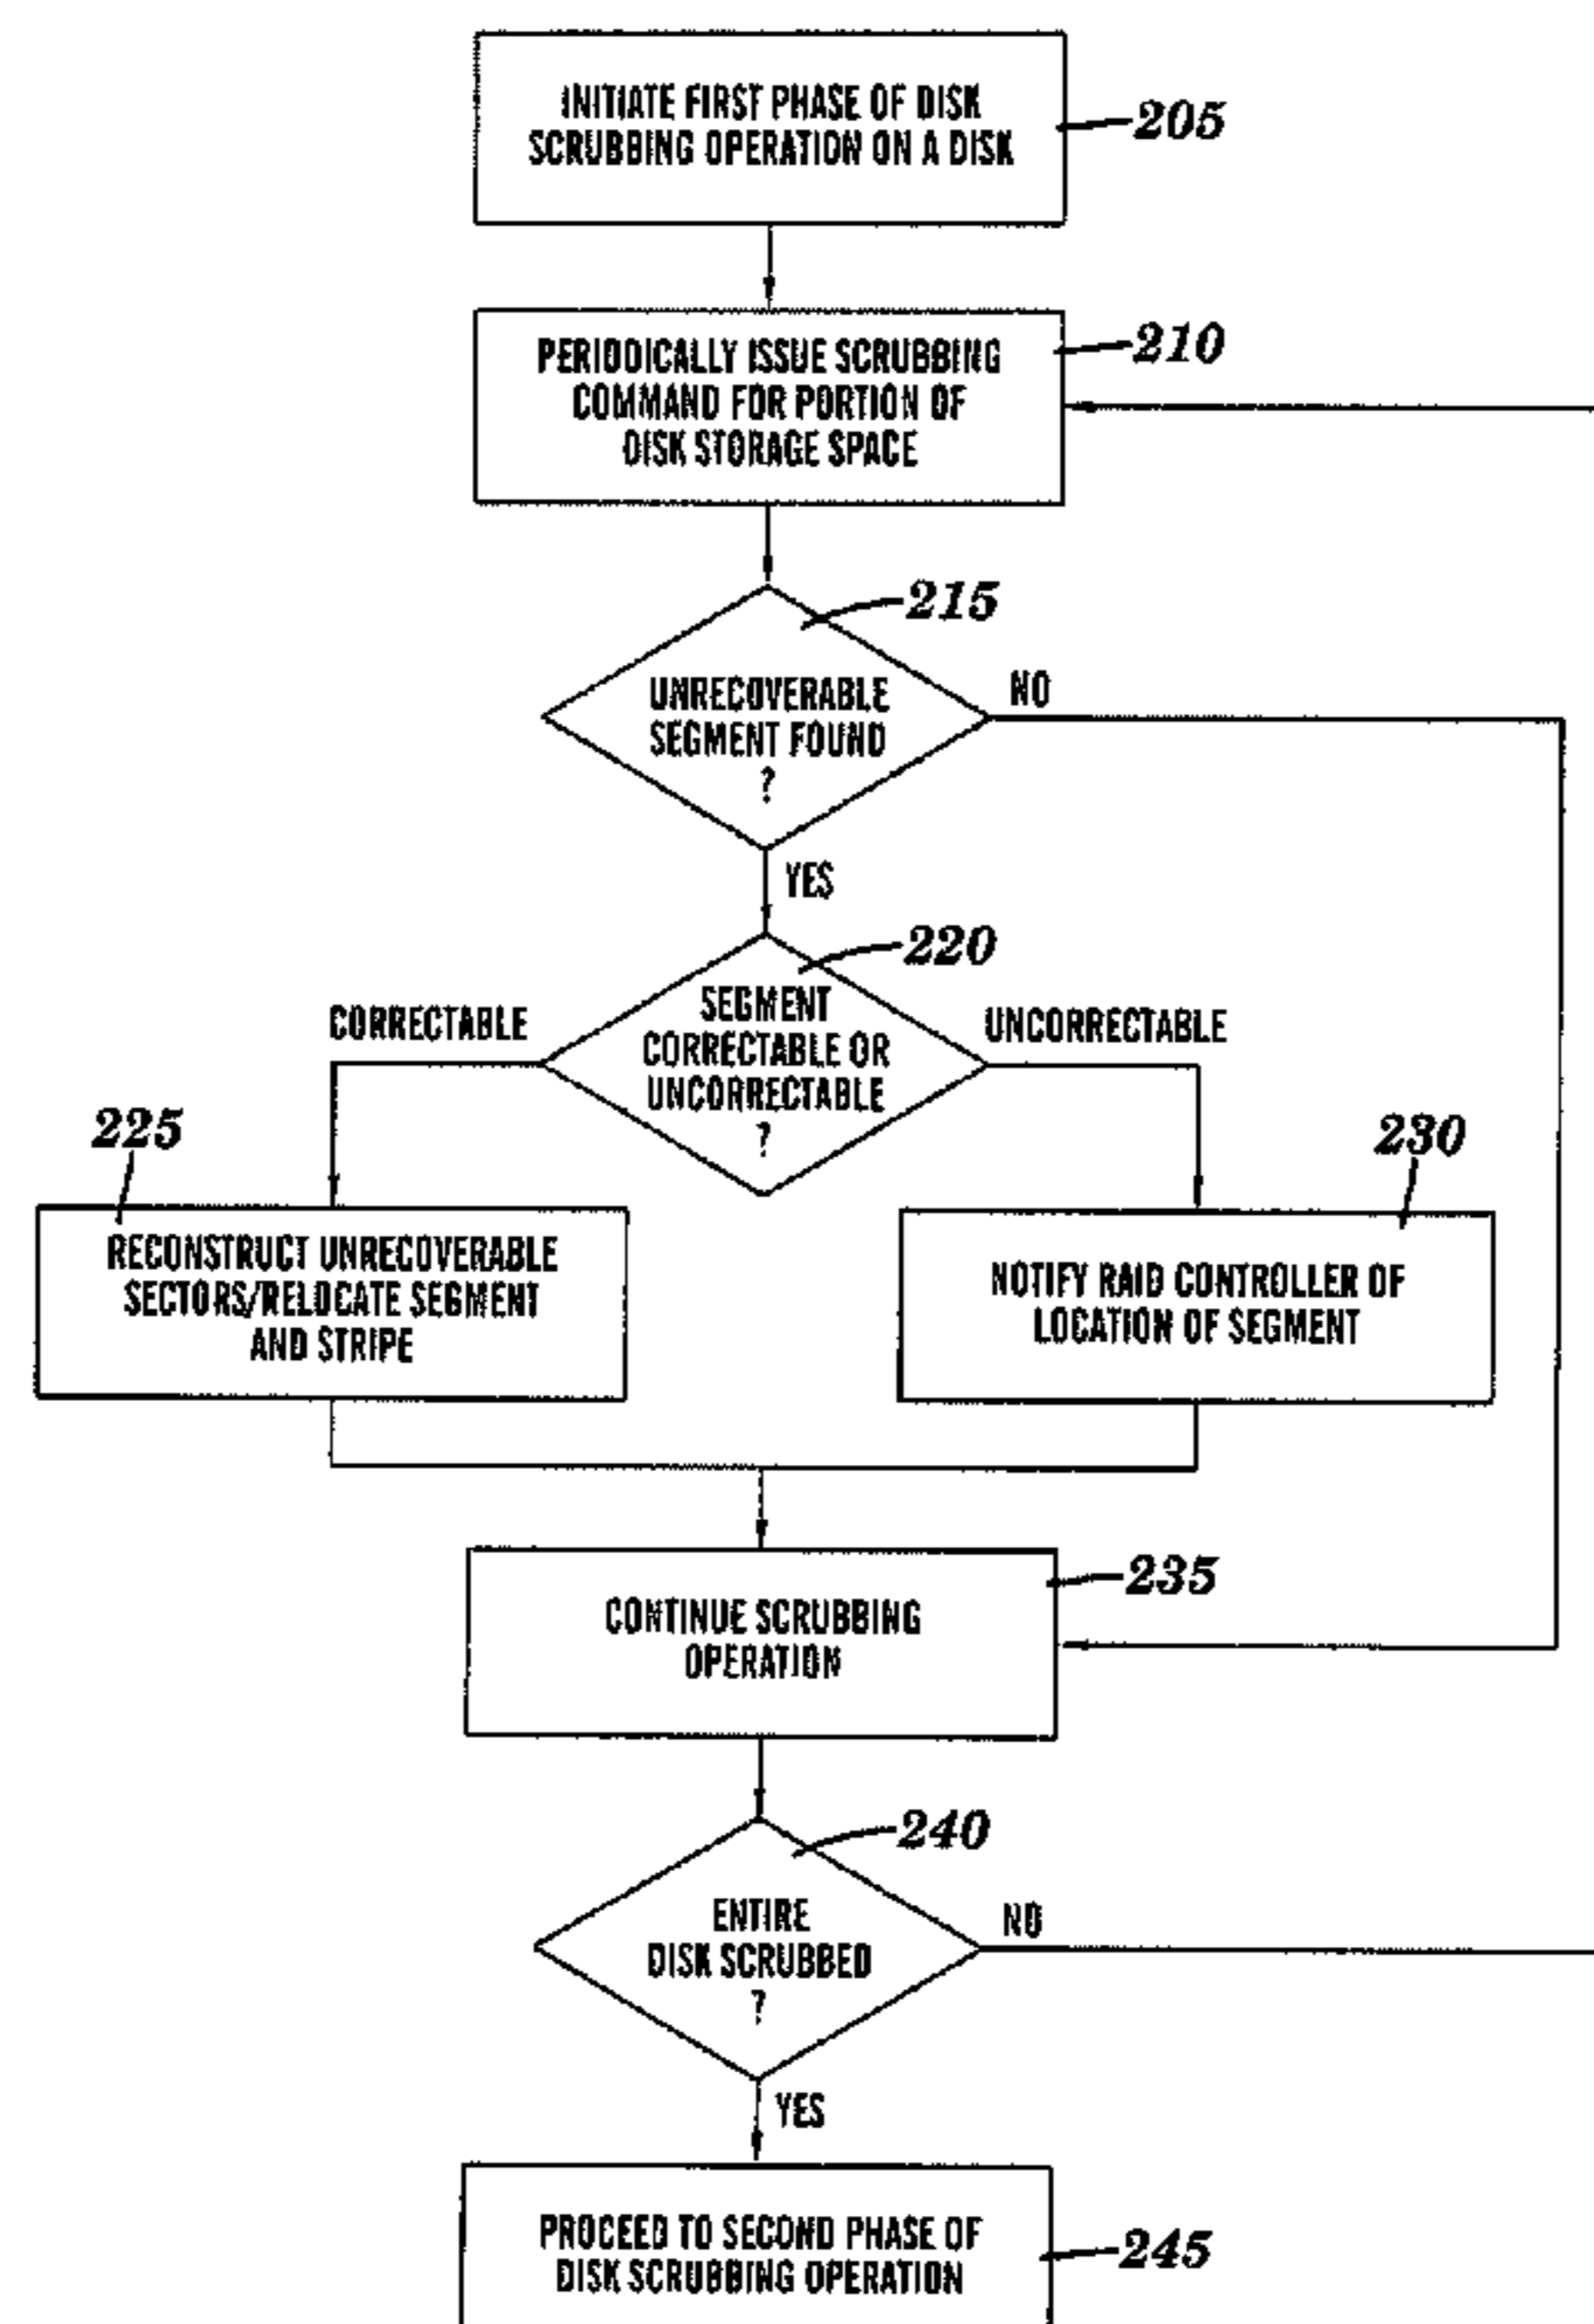 INITIATE FIRST PHASE OF DISK
SCRUBBING OPERATION ON A DISK
205
PERIODICALLY ISSUE SCRUBBING
COMMAND FOR PORTION OF
DISK STORAGE SPACE
210
215
UNRECOVERABLE
SEGMENT FOUND
?
NO
YES
220
SEGMENT
CORRECTABLE OR
UNCORRECTABLE
?
CORRECTABLE
UNCORRECTABLE
225
RECONSTRUCT UNRECOVERABLE
SECTORS/RELOCATE SEGMENT
AND STRIPE
230
NOTIFY RAID CONTROLLER OF
LOCATION OF SEGMENT
CONTINUE SCRUBBING
OPERATION
235
240
ENTIRE
DISK SCRUBBED
?
NO
YES
PROCEED TO SECOND PHASE OF
DISK SCRUBBING OPERATION
245